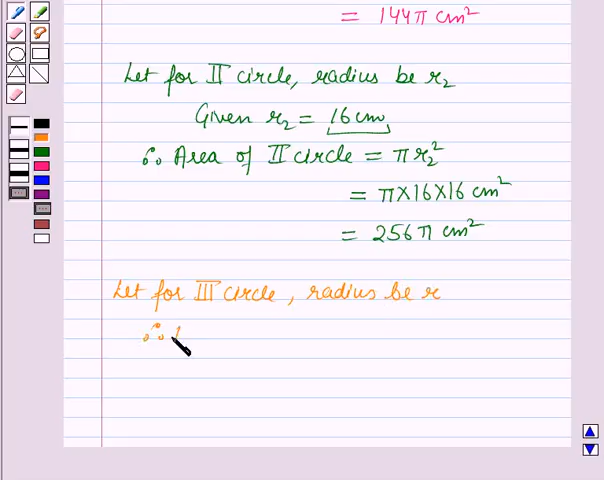 = 144π cm²
Let for II circle, radius be r₂
Given r₂ = 16 cm
∴ Area of II circle = πr₂²
= π×16×16 cm²
= 256π cm²
Let for III circle, radius be r
∴